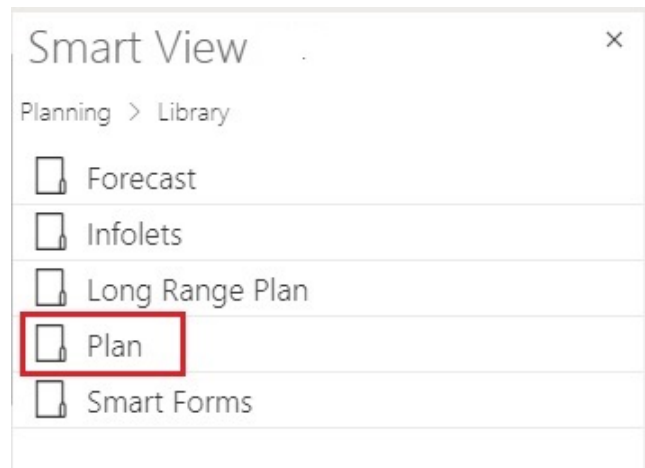 Smart View
Planning > Library
Forecast
Infolets
Long Range Plan
Plan
Smart Forms